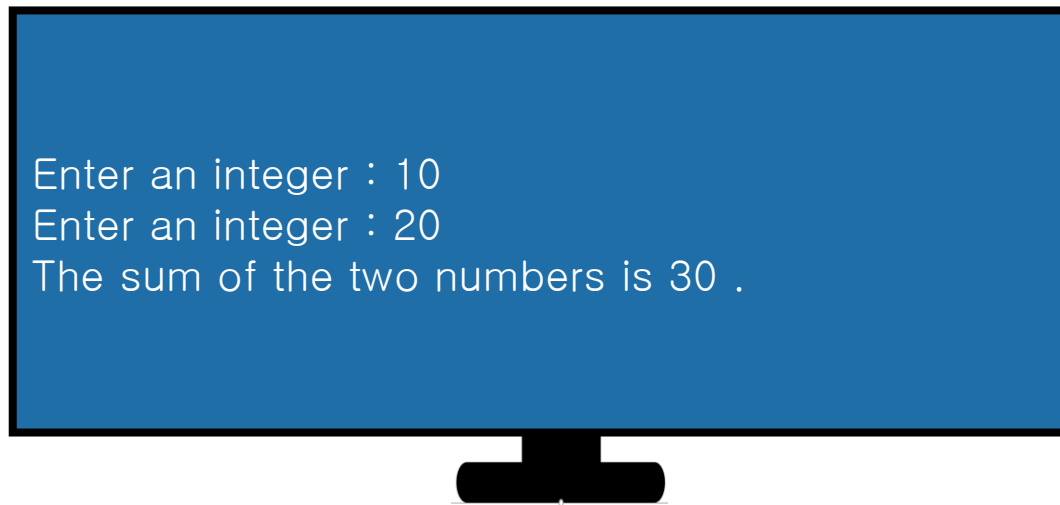 Enter an integer : 10
Enter an integer : 20
The sum of the two numbers is 30 .